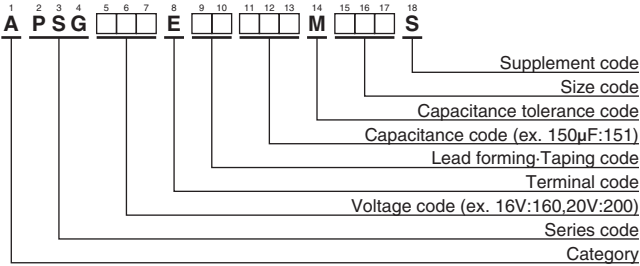 1 2 3 4 5 6 7 8 9 10 11 12 13 14 15 16 17 18
A P S G E M S
Supplement code
Size code
Capacitance tolerance code
Capacitance code (ex. 150μF:151)
Lead forming·Taping code
Terminal code
Voltage code (ex. 16V:160,20V:200)
Series code
Category